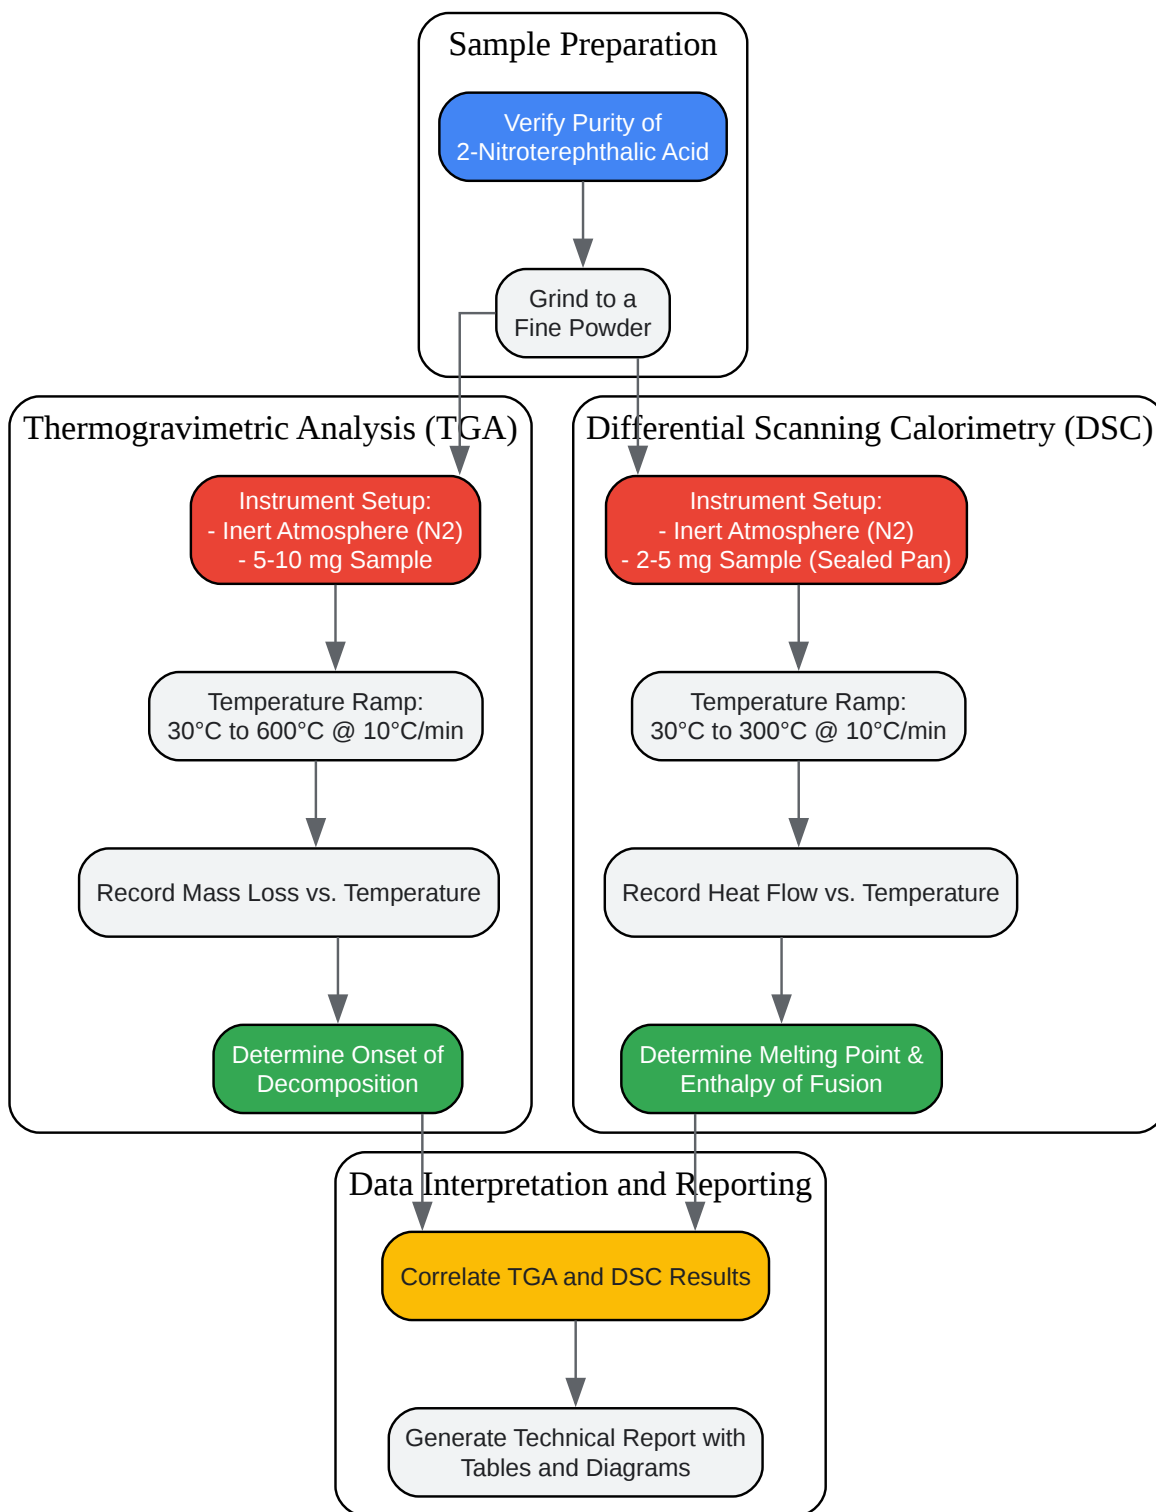 Sample Preparation
Verify Purity of
2-Nitroterephthalic Acid
Grind to a
Fine Powder
Thermogravimetric Analysis (TGA)
Instrument Setup:
- Inert Atmosphere (N2)
- 5-10 mg Sample
Temperature Ramp:
30°C to 600°C @ 10°C/min
Record Mass Loss vs. Temperature
Determine Onset of
Decomposition
Differential Scanning Calorimetry (DSC)
Instrument Setup:
- Inert Atmosphere (N2)
- 2-5 mg Sample (Sealed Pan)
Temperature Ramp:
30°C to 300°C @ 10°C/min
Record Heat Flow vs. Temperature
Determine Melting Point &
Enthalpy of Fusion
Data Interpretation and Reporting
Correlate TGA and DSC Results
Generate Technical Report with
Tables and Diagrams